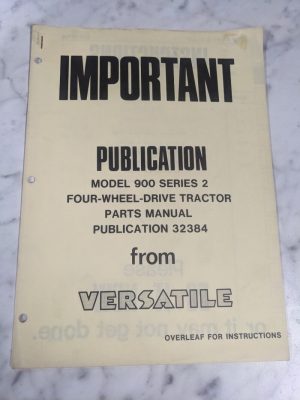 IMPORTANT
PUBLICATION
MODEL 900 SERIES 2
FOUR-WHEEL-DRIVE TRACTOR
PARTS MANUAL
PUBLICATION 32384
from
VERSATILE
OVERLEAF FOR INSTRUCTIONS